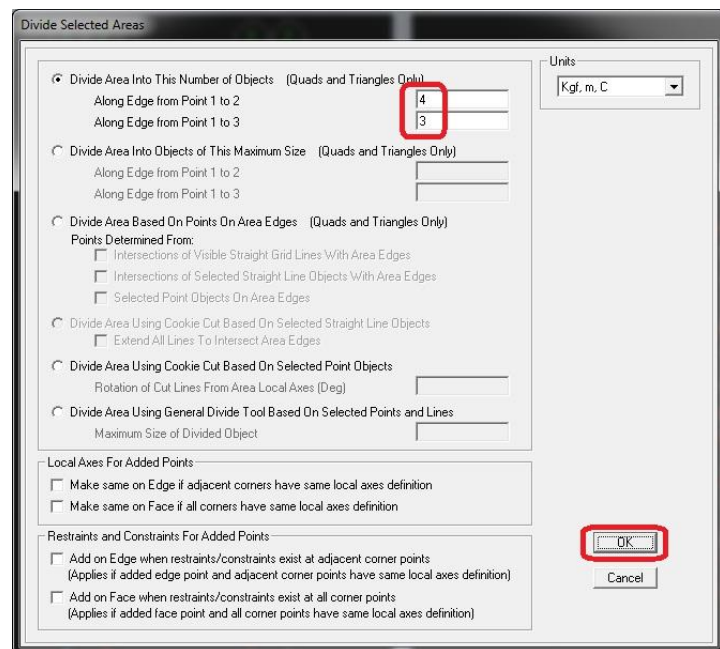 Divide Selected Areas
Units
Divide Area Into This Number of Objects (Quads and Triangles Only)
Kgf, m, C
Along Edge from Point 1 to 2
4
Along Edge from Point 1 to 3
3
Divide Area Into Objects of This Maximum Size (Quads and Triangles Only)
Along Edge from Point 1 to 2
Along Edge from Point 1 to 3
Divide Area Based On Points On Area Edges (Quads and Triangles Only)
Points Determined From:
Intersections of Visible Straight Grid Lines With Area Edges
Intersections of Selected Straight Line Objects With Area Edges
Selected Point Objects On Area Edges
Divide Area Using Cookie Cut Based On Selected Straight Line Objects
Extend All Lines To Intersect Area Edges
Divide Area Using Cookie Cut Based On Selected Point Objects
Rotation of Cut Lines From Area Local Axes (Deg)
Divide Area Using General Divide Tool Based On Selected Points and Lines
Maximum Size of Divided Object
Local Axes For Added Points
Make same on Edge if adjacent corners have same local axes definition
Make same on Face if all corners have same local axes definition
Restraints and Constraints For Added Points
Add on Edge when restraints/constraints exist at adjacent corner points
(Applies if added edge point and adjacent corner points have same local axes definition)
Add on Face when restraints/constraints exist at all corner points
(Applies if added face point and all corner points have same local axes definition)
OK
Cancel